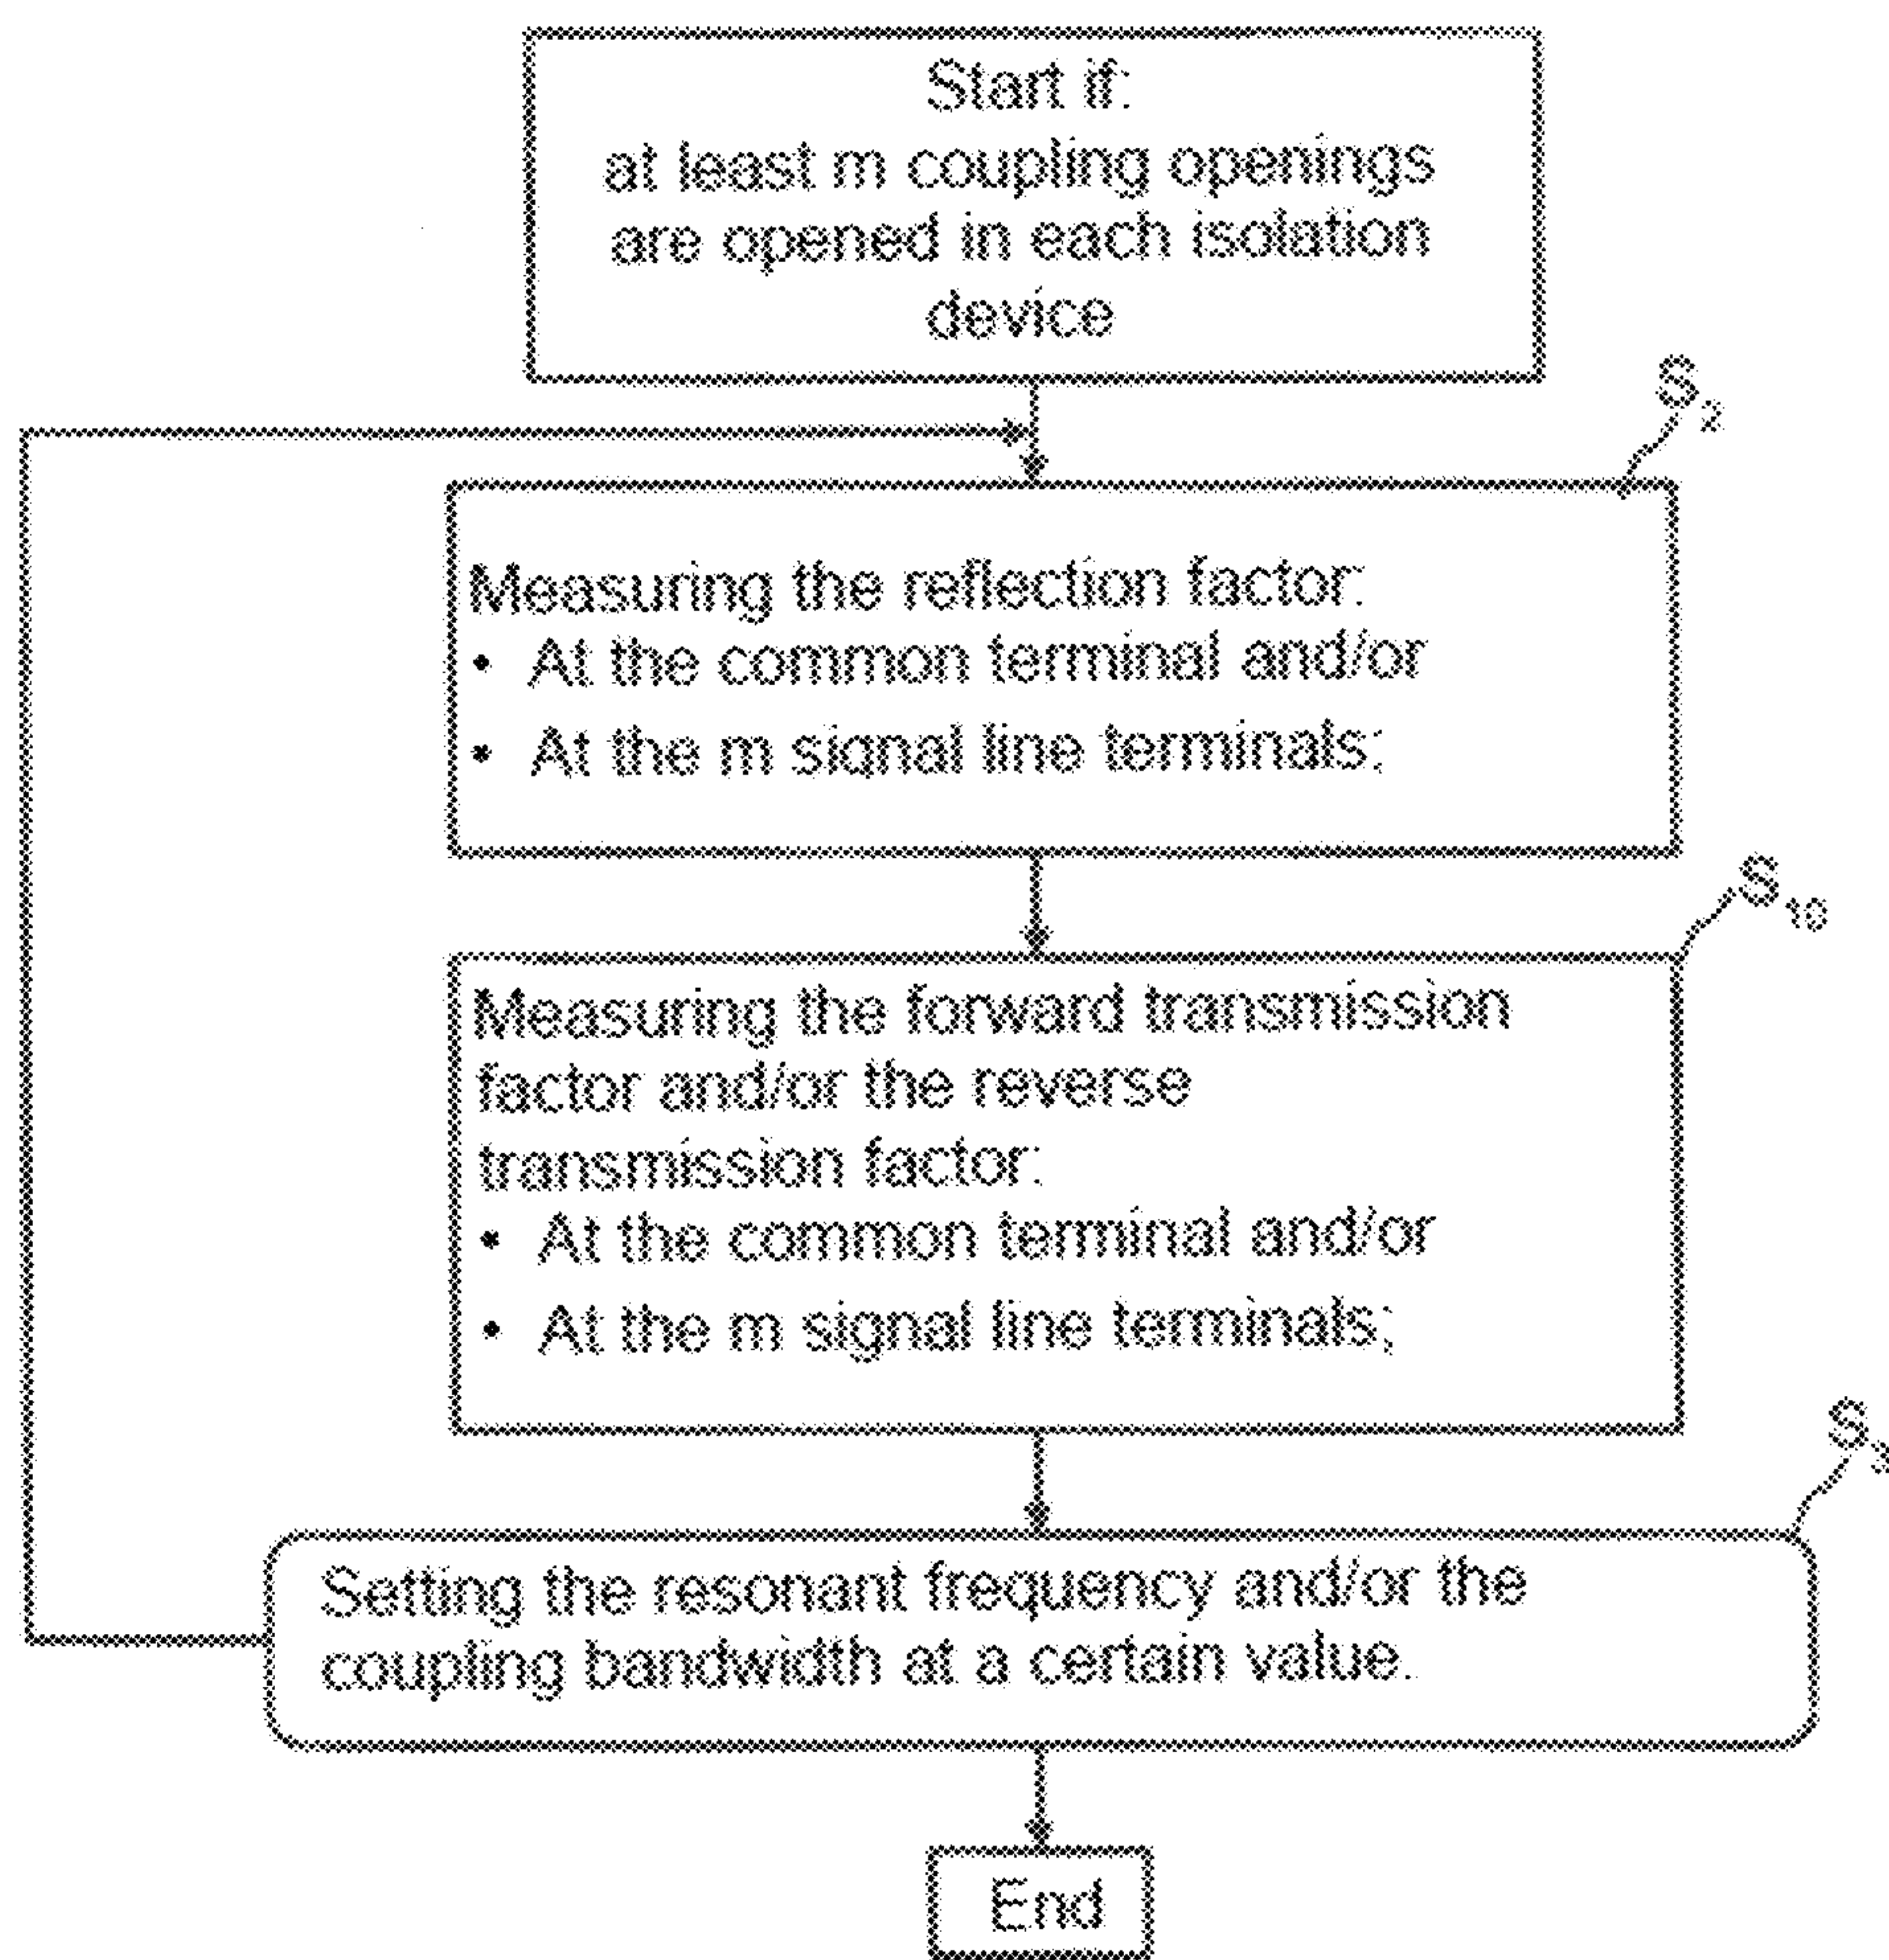 Start if:
at least m coupling openings
are opened in each isolation
device
S2
Measuring the reflection factor:
• At the common terminal and/or
• At the m signal line terminals;
S10
Measuring the forward transmission
factor and/or the reverse
transmission factor:
• At the common terminal and/or
• At the m signal line terminals;
S3
Setting the resonant frequency and/or the
coupling bandwidth at a certain value.
End